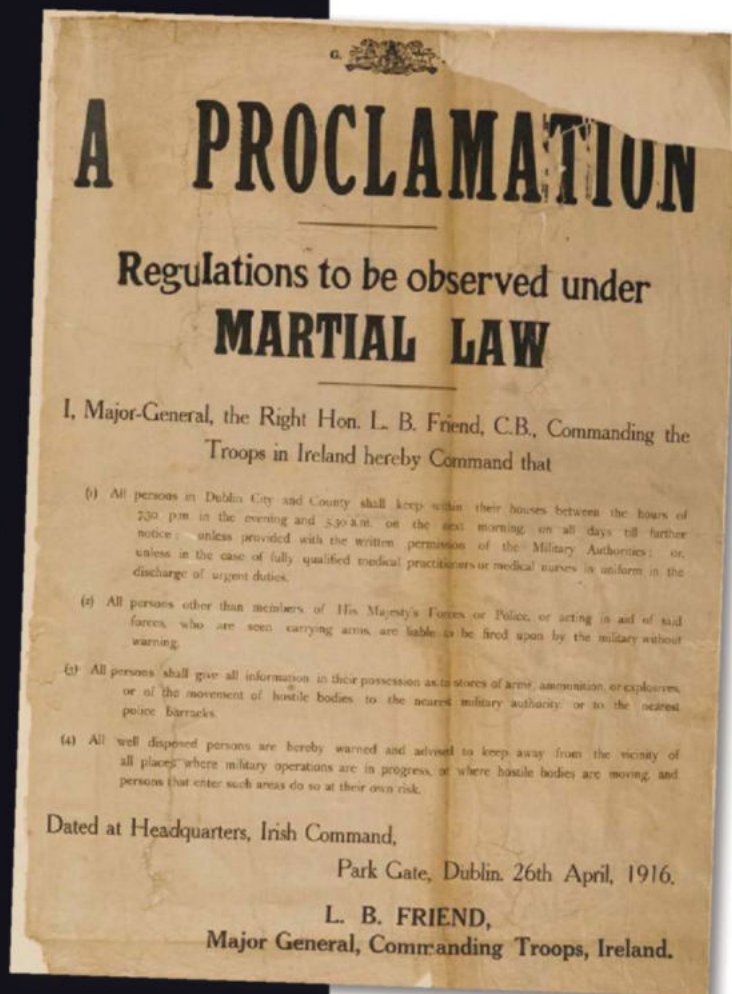 G.
A PROCLAMATION
Regulations to be observed under
MARTIAL LAW
I, Major-General, the Right Hon. L. B. Friend, C.B., Commanding the
Troops in Ireland hereby Command that
(1) All persons in Dublin City and County shall keep within their houses between the hours of
7.30 p.m. in the evening and 5.30 a.m. on the next morning, on all days till further
notice; unless provided with the written permission of the Military Authorities; or,
unless in the case of fully qualified medical practitioners or medical nurses in uniform in the
discharge of urgent duties.
(2) All persons other than members of His Majesty's Forces or Police, or acting in aid of said
forces, who are seen carrying arms, are liable to be fired upon by the military without
warning.
(3) All persons shall give all information in their possession as to stores of arms, ammunition, or explosives,
or of the movement of hostile bodies to the nearest military authority, or to the nearest
police barracks.
(4) All well disposed persons are hereby warned and advised to keep away from the vicinity of
all places where military operations are in progress, or where hostile bodies are moving, and
persons that enter such areas do so at their own risk.
Dated at Headquarters, Irish Command,
Park Gate, Dublin. 26th April, 1916.
L. B. FRIEND,
Major General, Commanding Troops, Ireland.